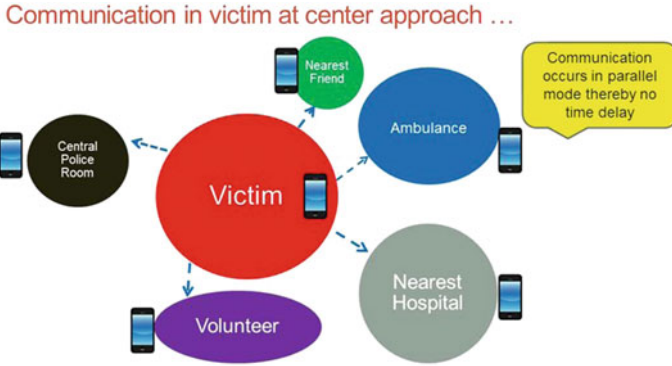 Communication in victim at center approach ...
Nearest
Friend
Communication
occurs in parallel
mode thereby no
time delay
Ambulance
Central
Police
Room
Victim
Nearest
Hospital
Volunteer